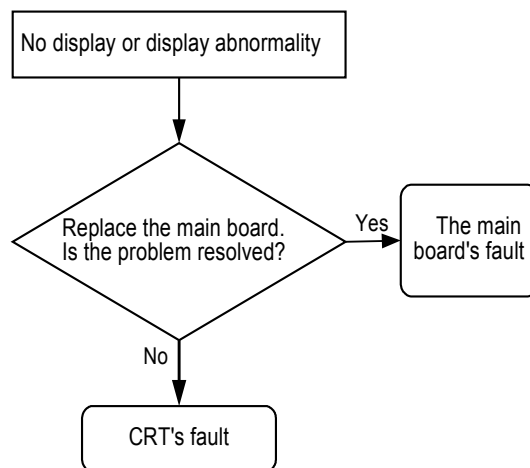 No display or display abnormality
Replace the main board.
Is the problem resolved?
Yes
The main
board's fault
No
CRT's fault